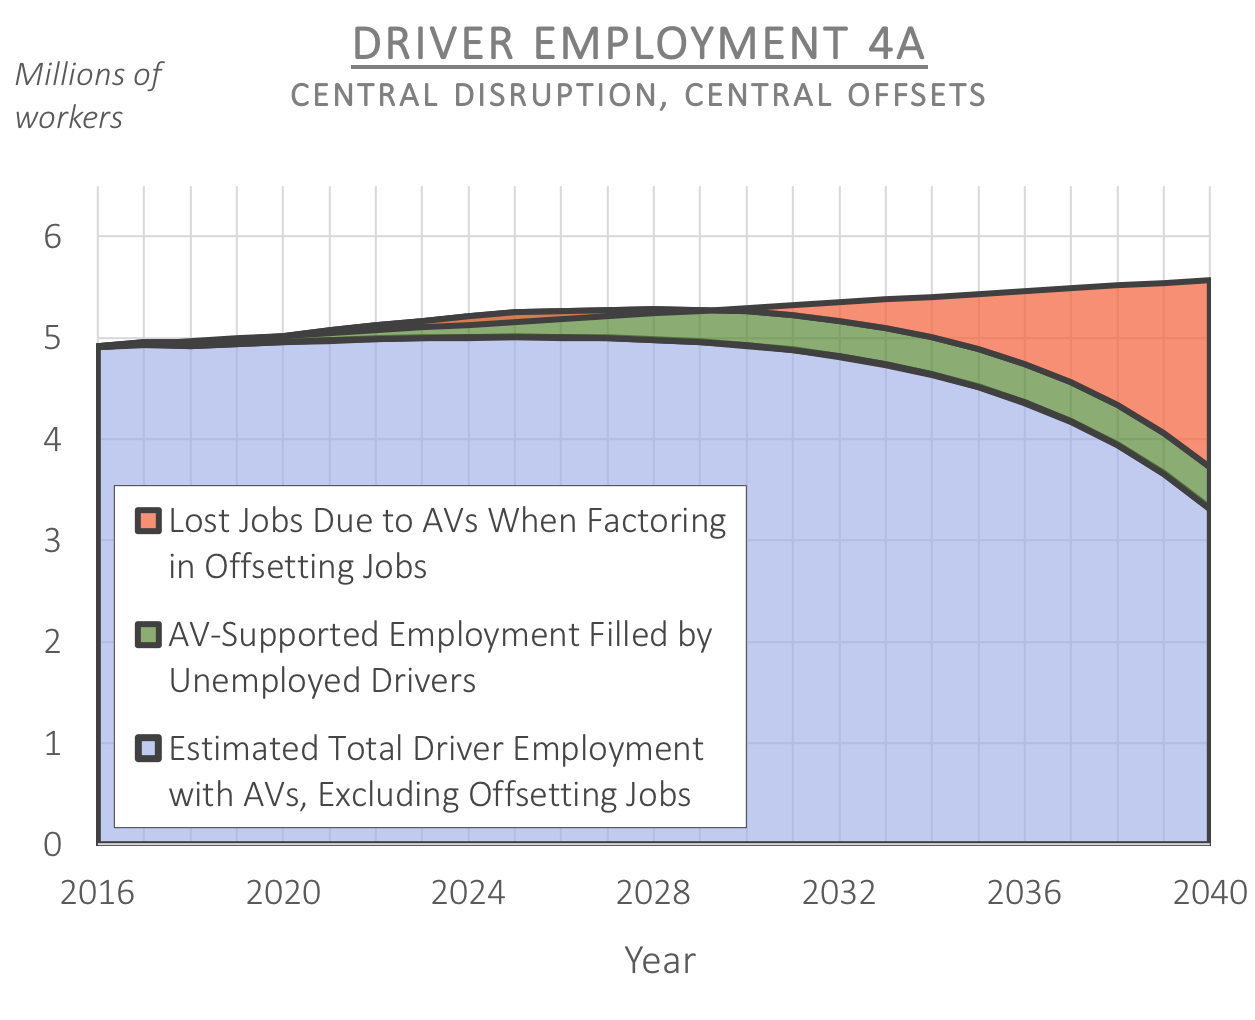 DRIVER EMPLOYMENT 4A
CENTRAL DISRUPTION, CENTRAL OFFSETS
Millions of
workers
6
5
4
3
2
1
0
Lost Jobs Due to AVs When Factoring
in Offsetting Jobs
AV-Supported Employment Filled by
Unemployed Drivers
Estimated Total Driver Employment
with AVs, Excluding Offsetting Jobs
2016 2020 2024 2028 2032 2036 2040
Year